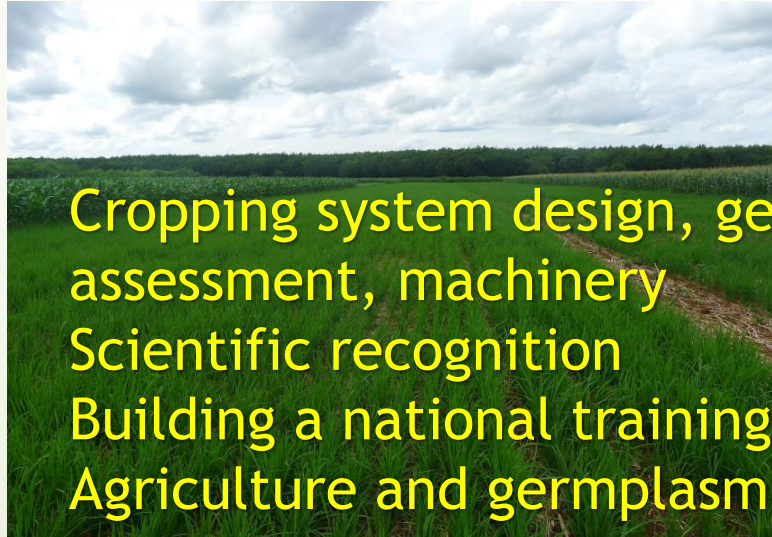 Cropping system design, ge
assessment, machinery
Scientific recognition
Building a national training
Agriculture and germplasm